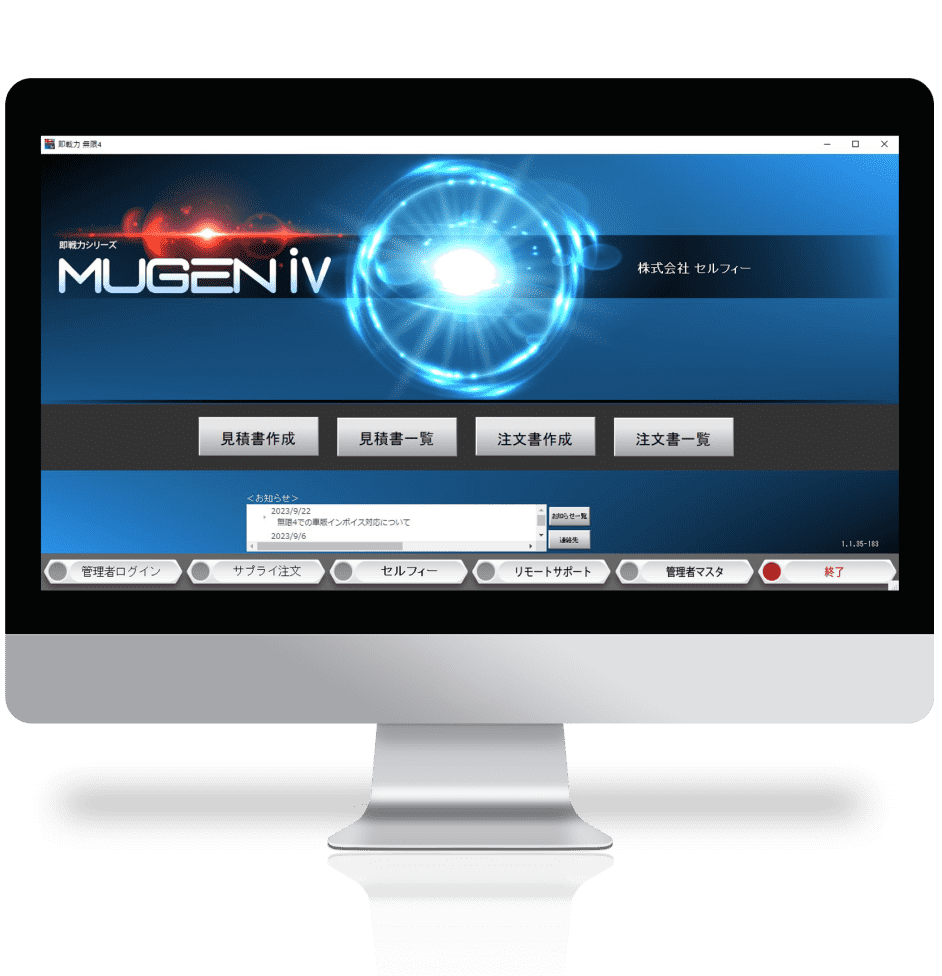 即戦力 無限4
即戦力シリーズ
MUGEN iV
株式会社 セルフィー
見積書作成
見積書一覧
注文書作成
注文書一覧
＜お知らせ＞
2023/9/22
無限4での車販インボイス対応について
2023/9/6
お知らせ一覧
連絡先
1.1.35-183
管理者ログイン
サプライ注文
セルフィー
リモートサポート
管理者マスタ
終了